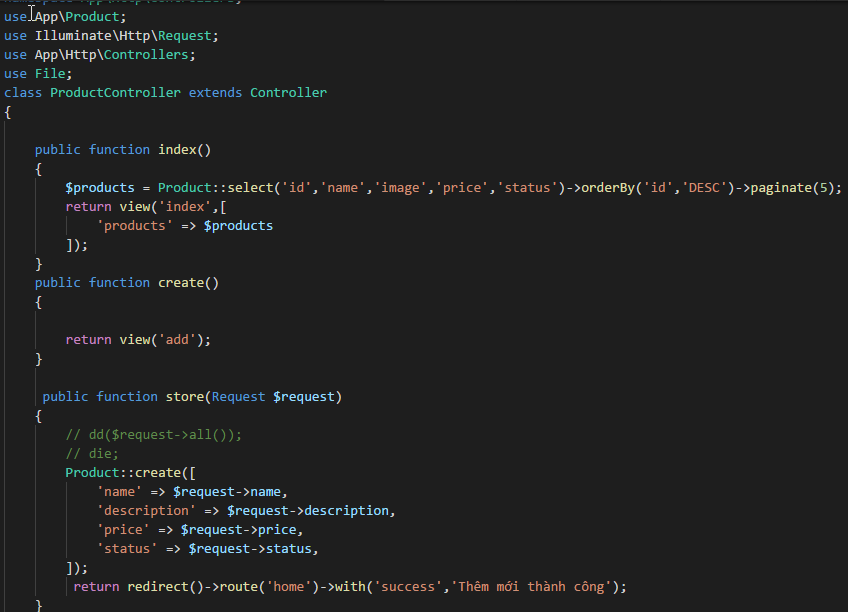 use App\Product;
use Illuminate\Http\Request;
use App\Http\Controllers;
use File;
class ProductController extends Controller
{
public function index()
{
$products = Product::select('id','name','image','price','status')->orderBy('id','DESC')->paginate(5);
return view('index',[
'products' => $products
]);
}
public function create()
{
return view('add');
}
public function store(Request $request)
{
// dd($request->all());
// die;
Product::create([
'name' => $request->name,
'description' => $request->description,
'price' => $request->price,
'status' => $request->status,
]);
return redirect()->route('home')->with('success','Thêm mới thành công');
}